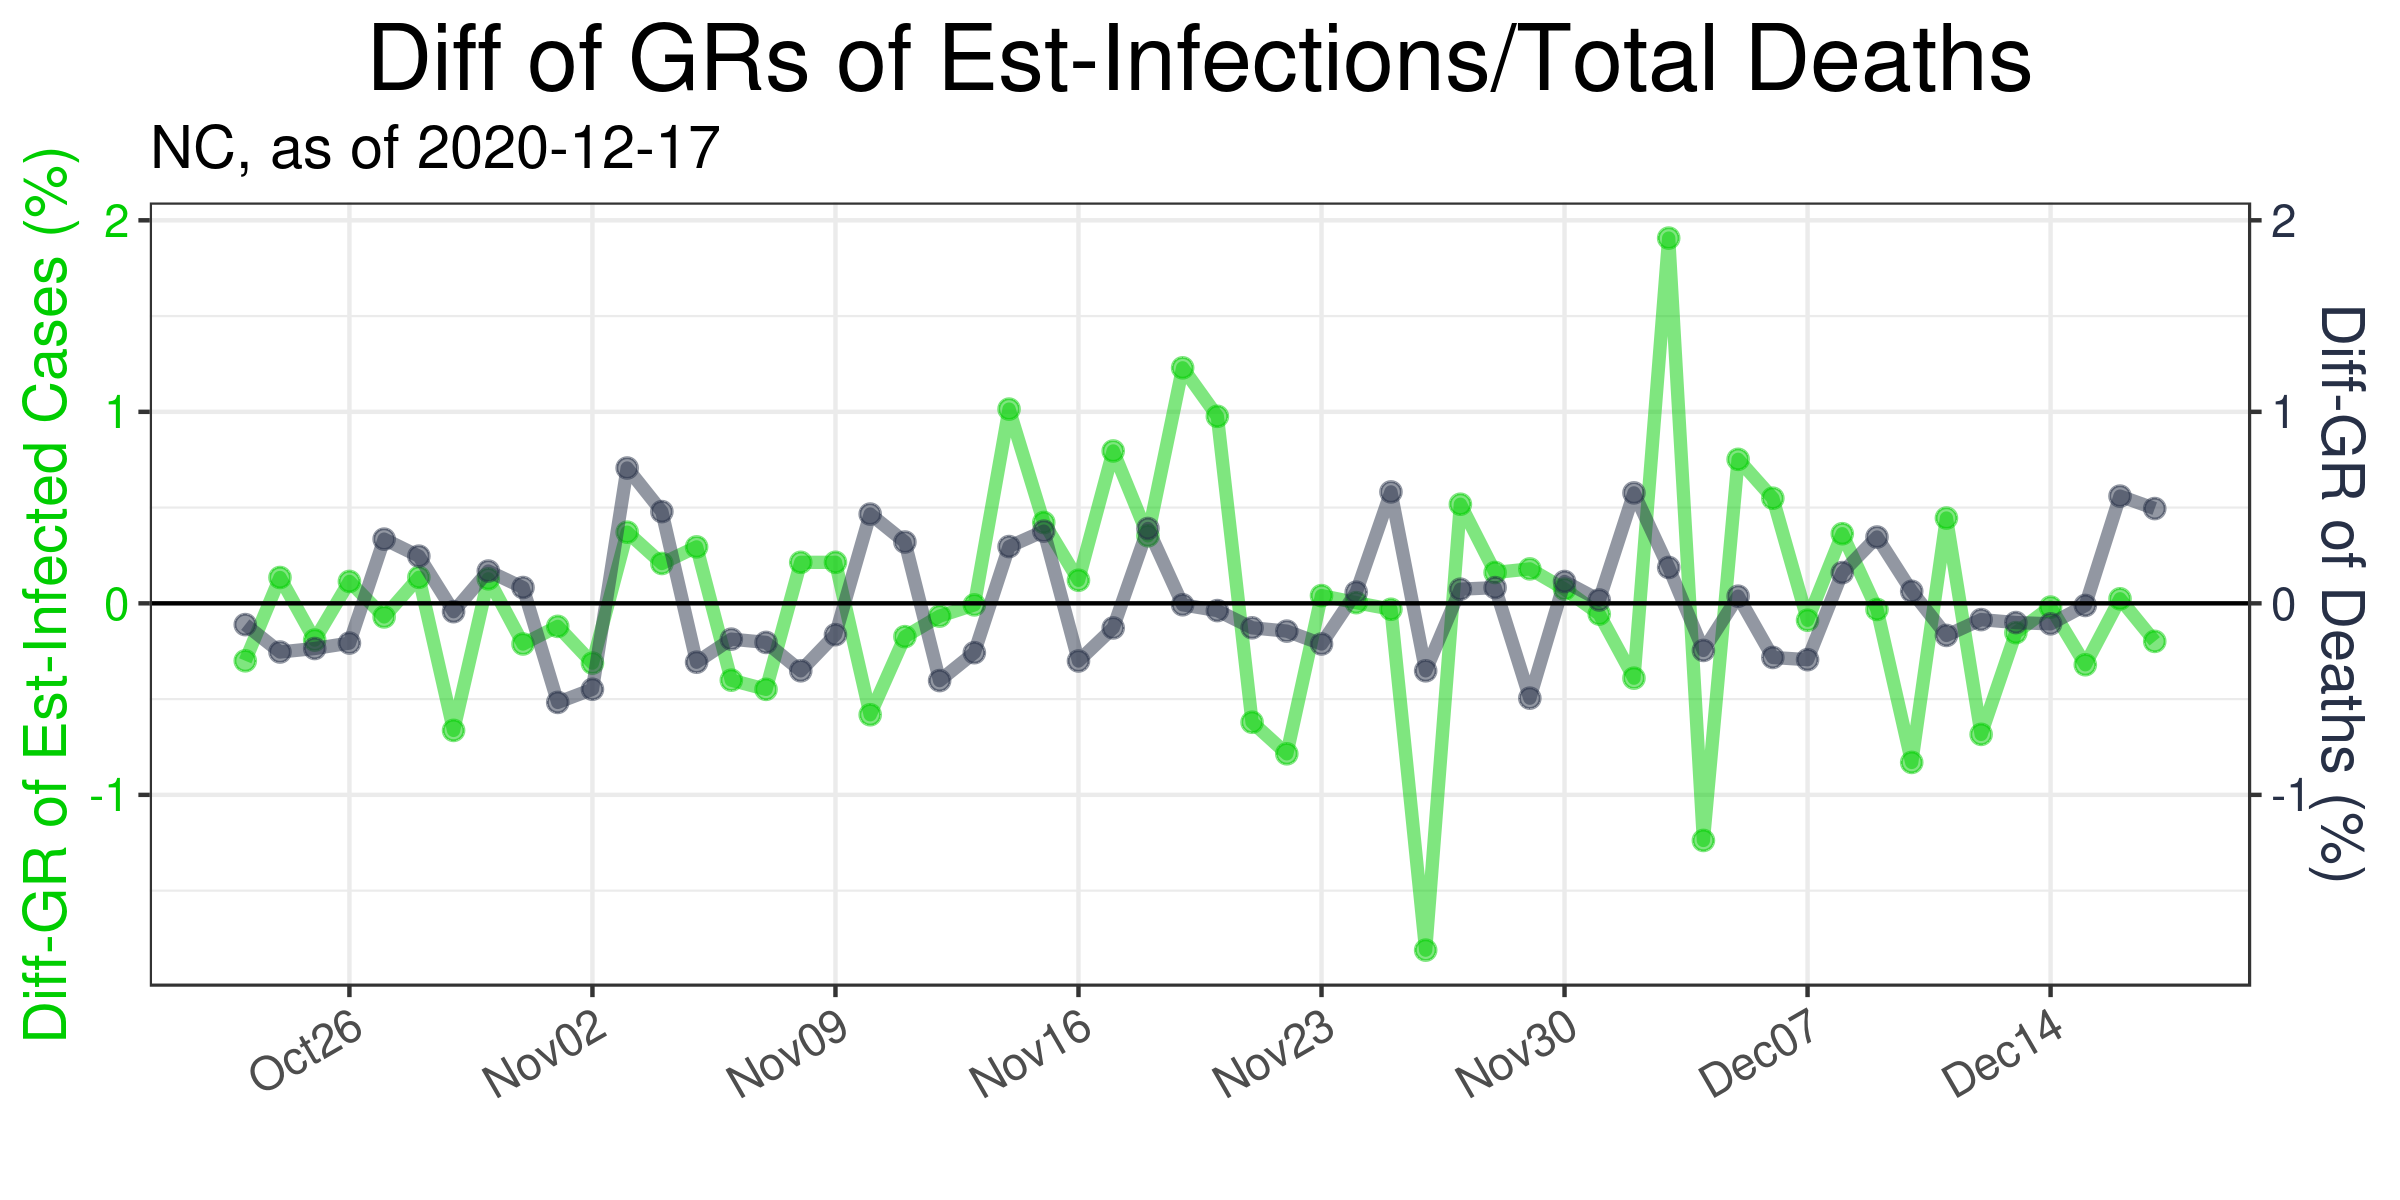 Diff of GRs of Est-Infections/Total Deaths
NC, as of 2020-12-17
Diff-GR of Est-Infected Cases (%)
2
1
0
-1
2
1
0
-1
Diff-GR of Deaths (%)
Oct26
Nov02
Nov09
Nov16
Nov23
Nov30
Dec07
Dec14